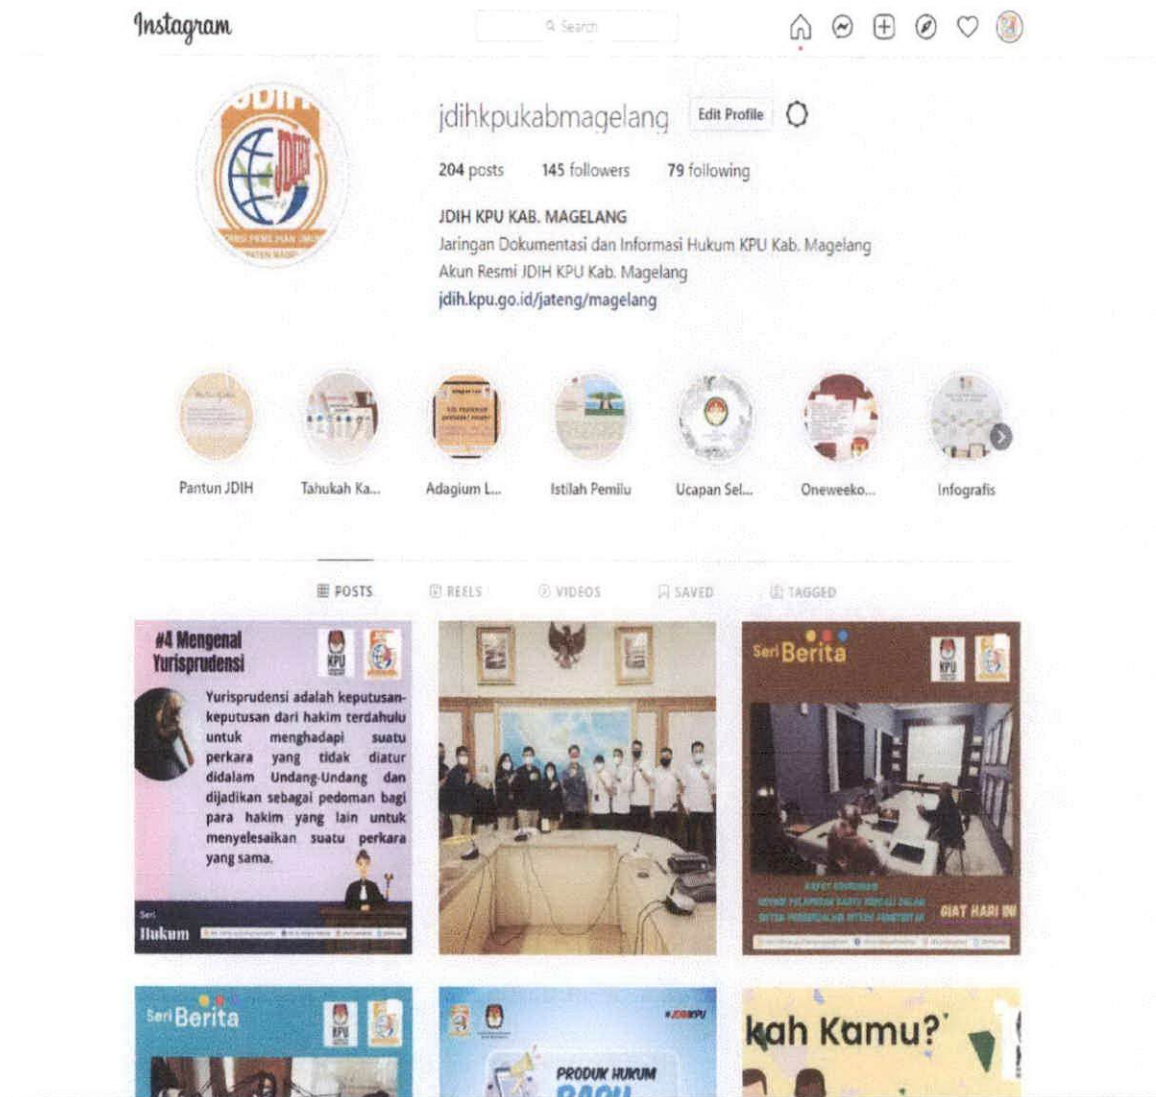 Instagram
Search
jdihkpukabmagelang
Edit Profile
204 posts 145 followers 79 following
JDIH KPU KAB. MAGELANG
Jaringan Dokumentasi dan Informasi Hukum KPU Kab. Magelang
Akun Resmi JDIH KPU Kab. Magelang
jdih.kpu.go.id/jateng/magelang
JDIH
Pantun JDIH
Tahukah Ka...
Adagium L...
Istilah Pemilu
Ucapan Sel...
Oneweeko...
Infografis
POSTS REELS VIDEOS SAVED TAGGED
#4 Mengenal
Yurisprudensi
KPU
Yurisprudensi adalah keputusan-
keputusan dari hakim terdahulu
untuk menghadapi suatu
perkara yang tidak diatur
didalam Undang-Undang dan
dijadikan sebagai pedoman bagi
para hakim yang lain untuk
menyelesaikan suatu perkara
yang sama.
Seri
Hukum
Seri Berita
KPU
GIAT HARI INI
Seri Berita
KPU
#JDIHKPU
PRODUK HUKUM
BARU
kah Kamu?